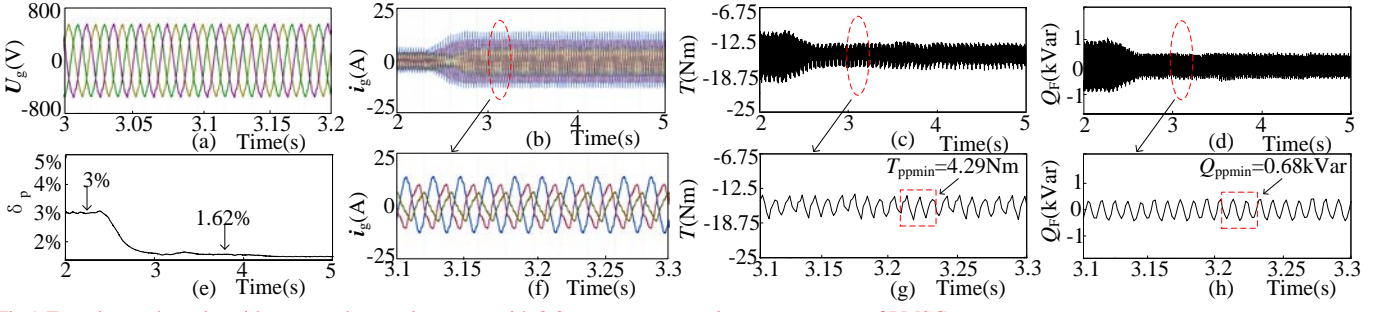 800
0
-800
U_g(V)
3 3.05 3.1 3.15 3.2
(a) Time(s)
25
0
-25
i_g(A)
2 3 4 5
(b) Time(s)
-6.75
-12.5
-18.75
-25
T(Nm)
2 3 4 5
(c) Time(s)
1
0
-1
Q_F(kVar)
2 3 4 5
(d) Time(s)
5%
4%
3%
2%
δ_p
3%
1.62%
2 3 4 5
(e) Time(s)
25
0
-25
i_g(A)
3.1 3.15 3.2 3.25 3.3
(f) Time(s)
-6.75
-12.5
-18.75
-25
T(Nm)
T_ppmin=4.29Nm
3.1 3.15 3.2 3.25 3.3
(g) Time(s)
1
0
-1
Q_F(kVar)
Q_ppmin=0.68kVar
3.1 3.15 3.2 3.25 3.3
(h) Time(s)